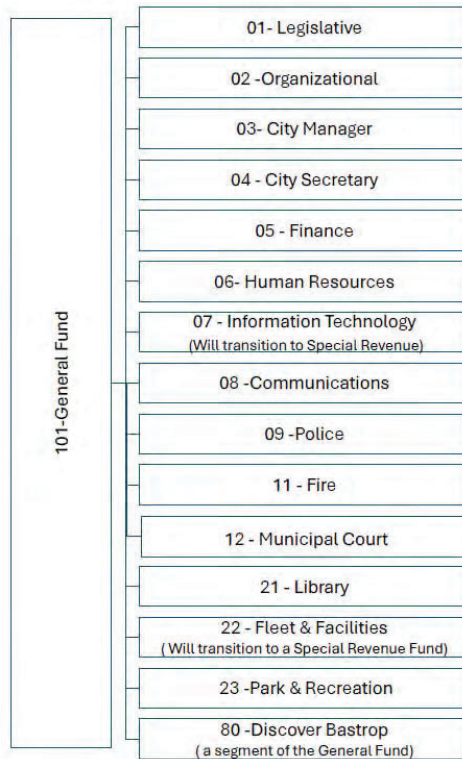 101-General Fund
01- Legislative
02 -Organizational
03- City Manager
04 - City Secretary
05 - Finance
06- Human Resources
07 - Information Technology
(Will transition to Special Revenue)
08 -Communications
09 -Police
11 - Fire
12 - Municipal Court
21 - Library
22 - Fleet & Facilities
( Will transition to a Special Revenue Fund)
23 -Park & Recreation
80 -Discover Bastrop
( a segment of the General Fund)